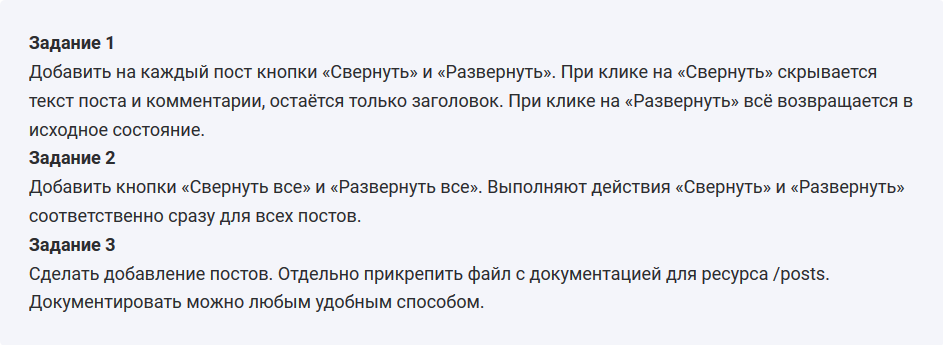 Задание 1
Добавить на каждый пост кнопки «Свернуть» и «Развернуть». При клике на «Свернуть» скрывается
текст поста и комментарии, остаётся только заголовок. При клике на «Развернуть» всё возвращается в
исходное состояние.
Задание 2
Добавить кнопки «Свернуть все» и «Развернуть все». Выполняют действия «Свернуть» и «Развернуть»
соответственно сразу для всех постов.
Задание 3
Сделать добавление постов. Отдельно прикрепить файл с документацией для ресурса /posts.
Документировать можно любым удобным способом.